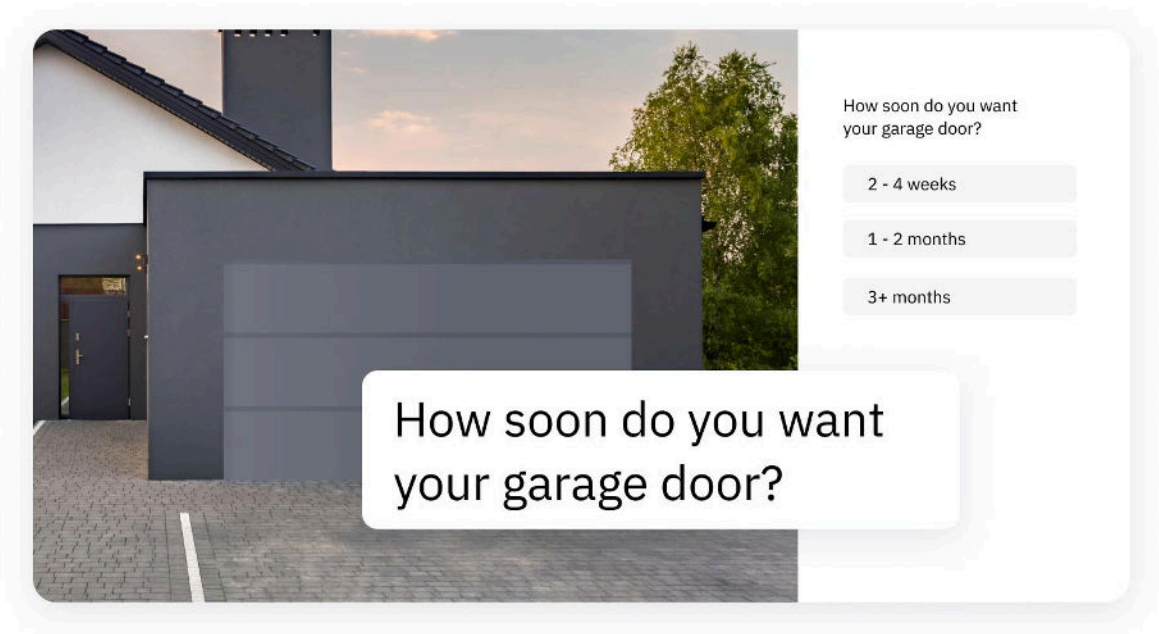 How soon do you want
your garage door?
2 - 4 weeks
1 - 2 months
3+ months
How soon do you want
your garage door?